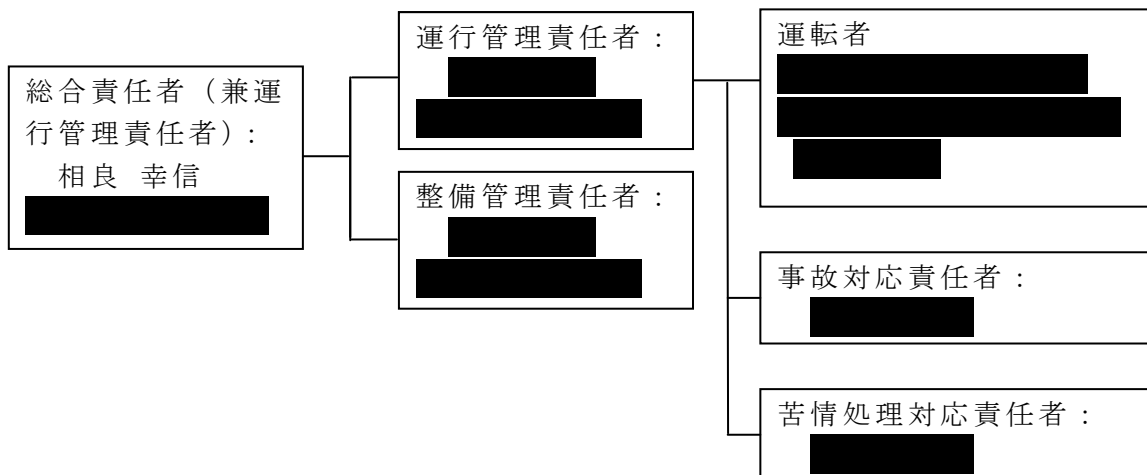 総合責任者（兼運
行管理責任者）：
相良 幸信
運行管理責任者：
整備管理責任者：
運転者
事故対応責任者：
苦情処理対応責任者：